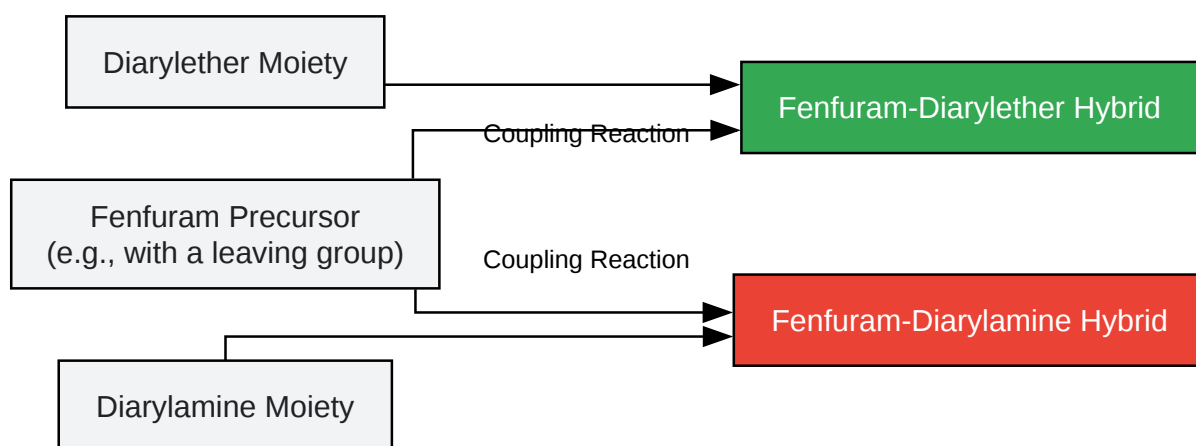 Diarylether Moiety
Fenfuram-Diarylether Hybrid
Coupling Reaction
Fenfuram Precursor
(e.g., with a leaving group)
Coupling Reaction
Fenfuram-Diarylamine Hybrid
Diarylamine Moiety